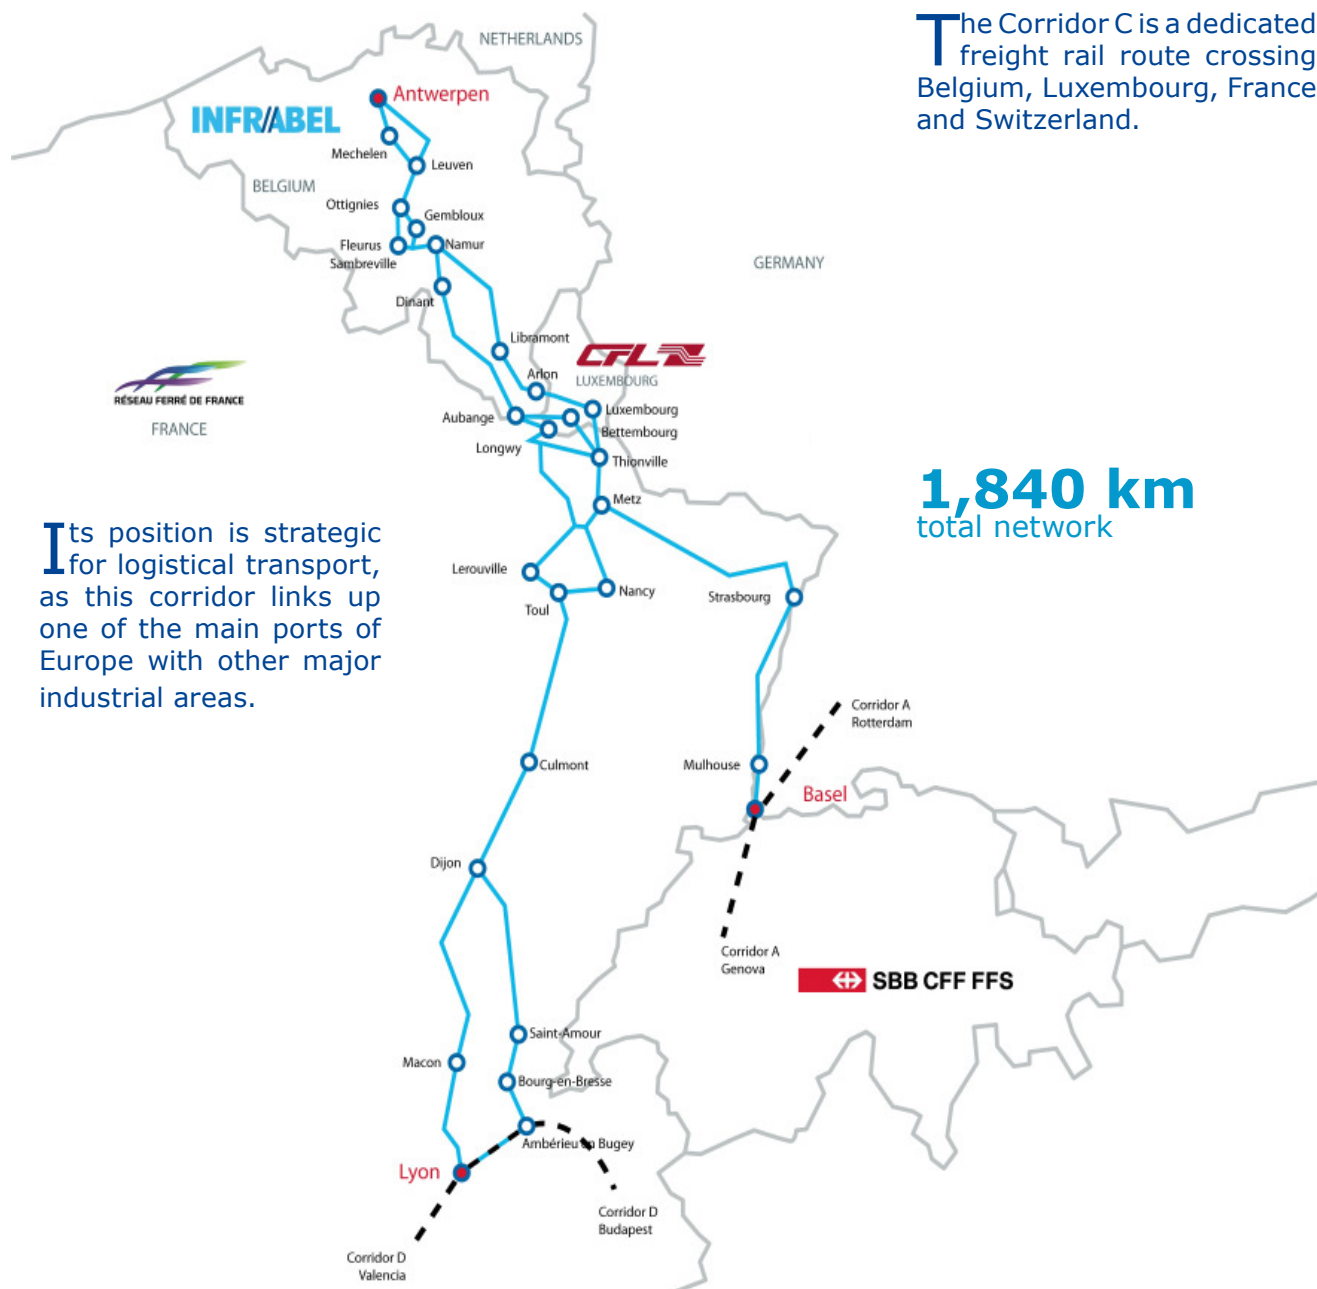 The Corridor C is a dedicated
freight rail route crossing
Belgium, Luxembourg, France
and Switzerland.
NETHERLANDS
Antwerpen
INFR//ABEL
Mechelen
Leuven
BELGIUM
Ottignies
Gembloux
Fleurus
Sambreville
Namur
GERMANY
Dinant
Libramont
CFL
LUXEMBOURG
Arlon
RÉSEAU FERRÉ DE FRANCE
FRANCE
Luxembourg
Aubange
Bettembourg
Longwy
Thionville
Metz
1,840 km
total network
Its position is strategic
for logistical transport,
as this corridor links up
one of the main ports of
Europe with other major
industrial areas.
Lerouville
Nancy
Strasbourg
Toul
Corridor A
Rotterdam
Culmont
Mulhouse
Basel
Dijon
Corridor A
Genova
SBB CFF FFS
Saint-Amour
Macon
Bourg-en-Bresse
Ambérieu en Bugey
Lyon
Corridor D
Budapest
Corridor D
Valencia